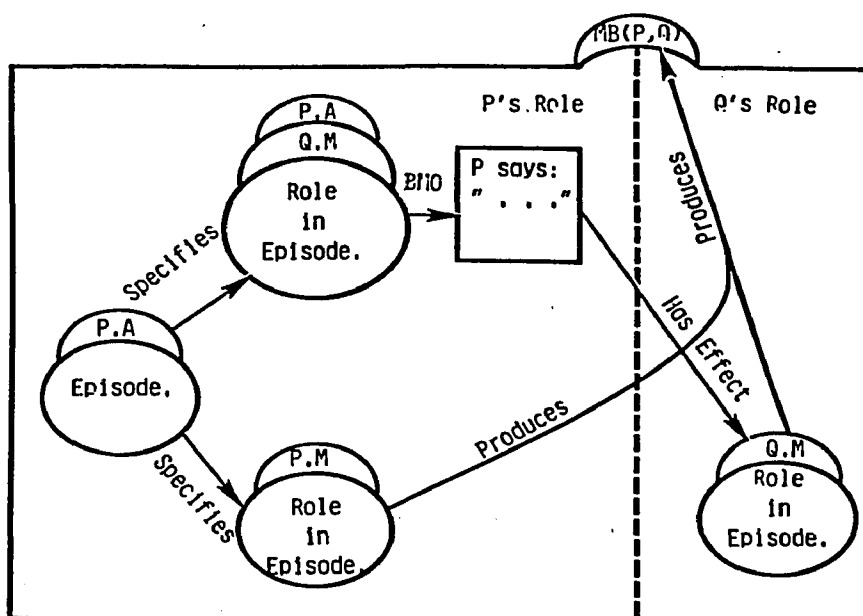 MB(P,Q)
P's Role
Q's Role
P.A
Q.M
Role
in
Episode.
BMO
P says:
" . . ."
Specifies
Produces
P.A
Episode.
Has Effect
Specifies
P.M
Role
in
Episode.
Produces
Q.M
Role
in
Episode.